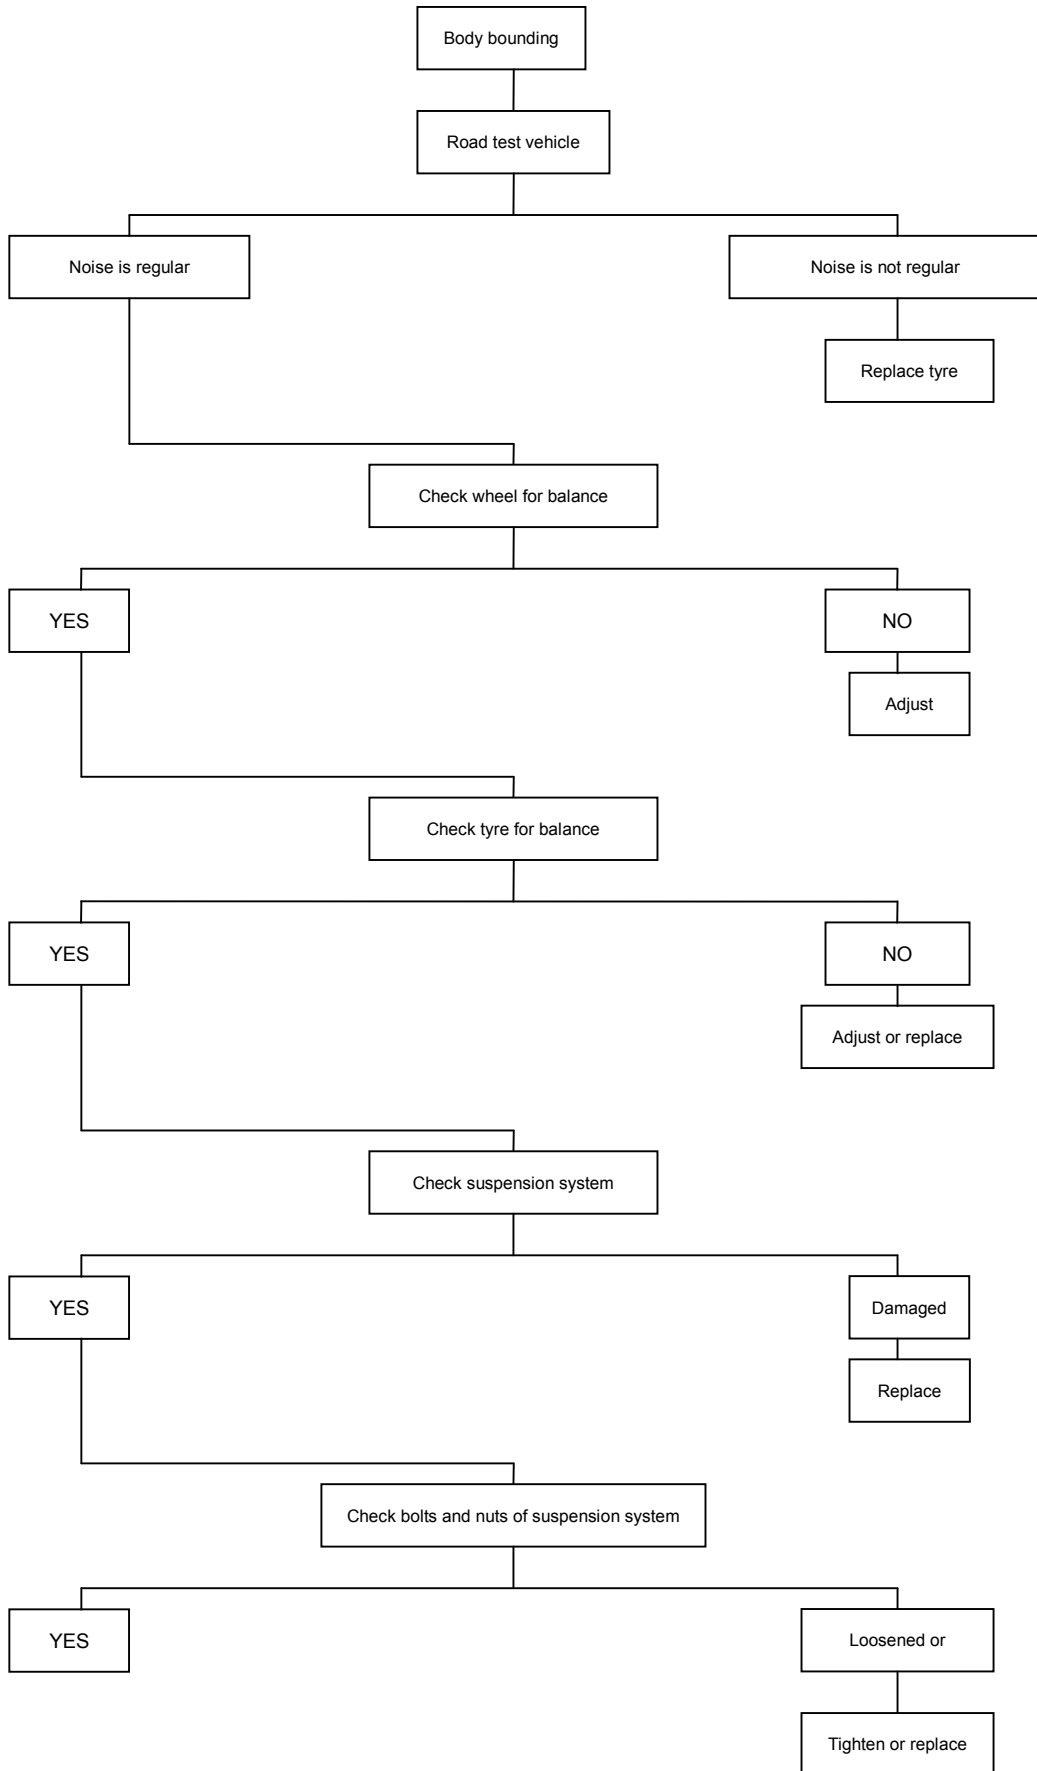 Body bounding
Road test vehicle
Noise is regular
Noise is not regular
Replace tyre
Check wheel for balance
YES
NO
Adjust
Check tyre for balance
YES
NO
Adjust or replace
Check suspension system
YES
Damaged
Replace
Check bolts and nuts of suspension system
YES
Loosened or
Tighten or replace